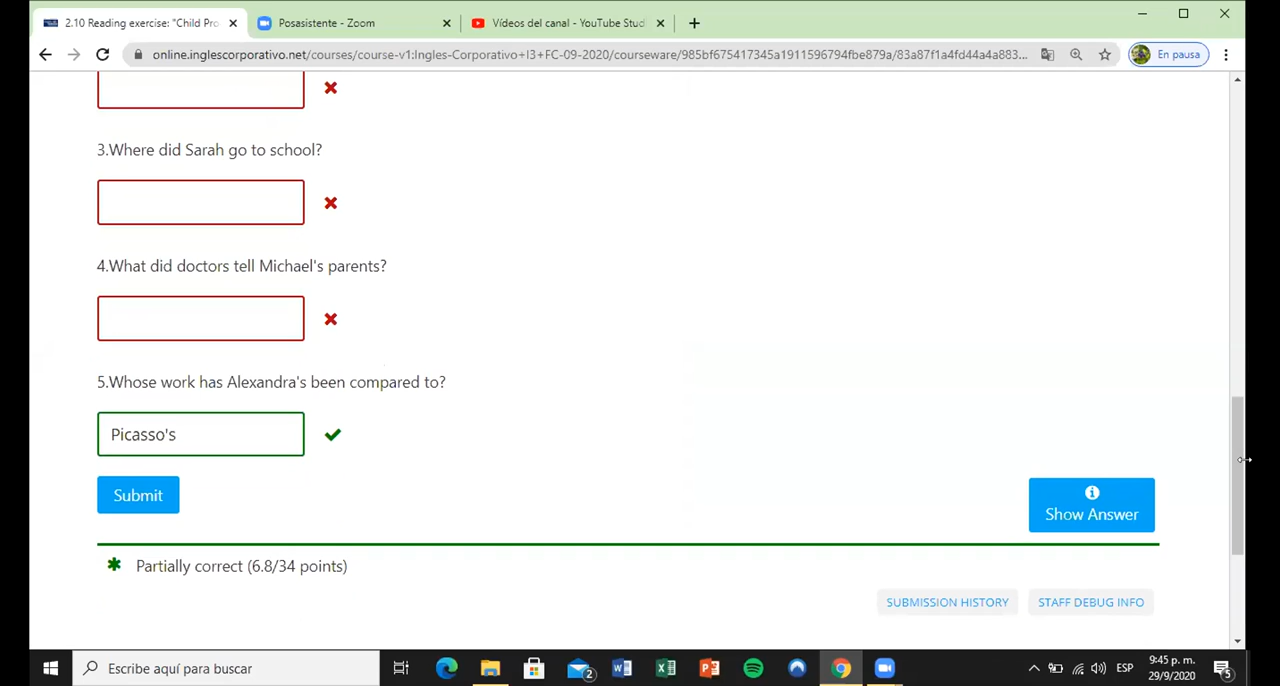 2.10 Reading exercise: "Child Pro
Posasistente - Zoom
Vídeos del canal - YouTube Stud
online.inglescorporativo.net/courses/course-v1:Ingles-Corporativo+I3+FC-09-2020/courseware/985bf675417345a1911596794fbe879a/83a87f1a4fd44a4a883...
En pausa
3.Where did Sarah go to school?
4.What did doctors tell Michael's parents?
5.Whose work has Alexandra's been compared to?
Picasso's
Submit
Show Answer
Partially correct (6.8/34 points)
SUBMISSION HISTORY
STAFF DEBUG INFO
Escribe aquí para buscar
2
ESP
9:45 p. m.
29/9/2020
5